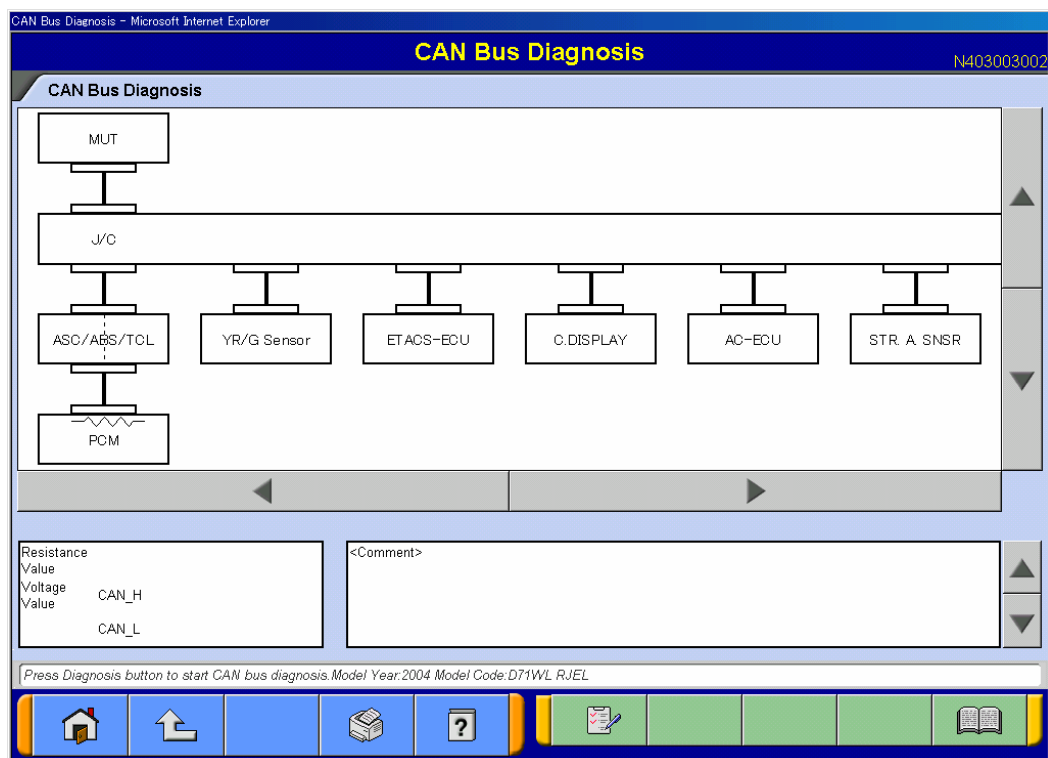 CAN Bus Diagnosis - Microsoft Internet Explorer
CAN Bus Diagnosis
N403003002
CAN Bus Diagnosis
MUT
J/C
ASC/ABS/TCL
YR/G Sensor
ETACS-ECU
C.DISPLAY
AC-ECU
STR. A. SNSR
PCM
Resistance
Value
Voltage
Value
CAN_H
CAN_L
<Comment>
Press Diagnosis button to start CAN bus diagnosis.Model Year:2004 Model Code:D71WL RJEL
?